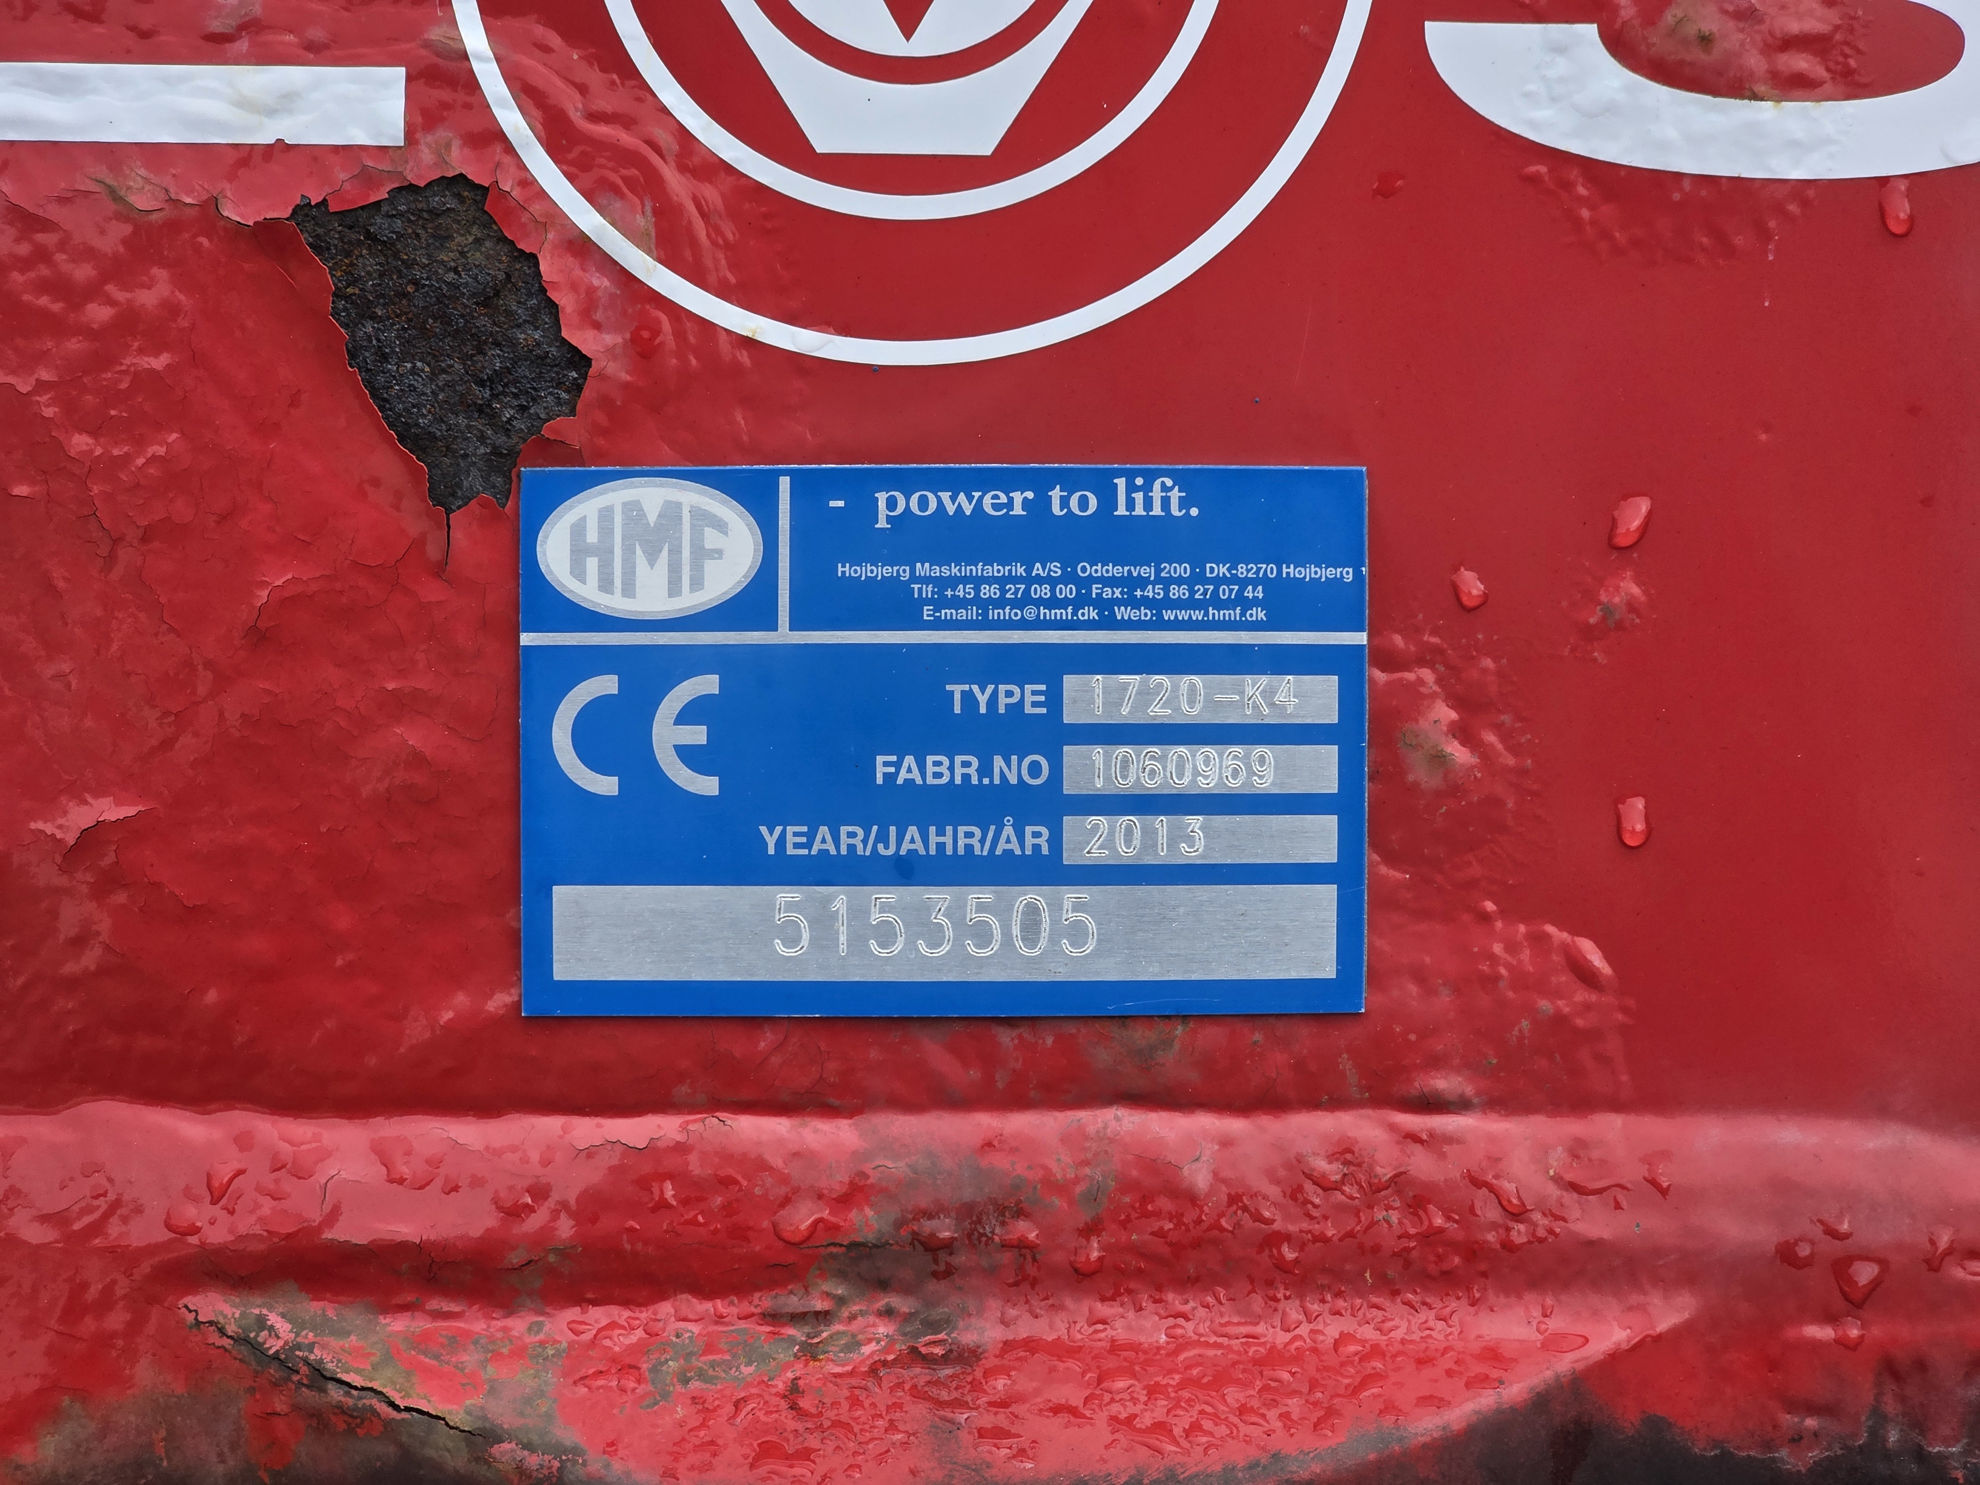 HMF
- power to lift.
Højbjerg Maskinfabrik A/S · Oddervej 200 · DK-8270 Højbjerg
Tlf: +45 86 27 08 00 · Fax: +45 86 27 07 44
E-mail: info@hmf.dk · Web: www.hmf.dk
CE
TYPE 1720-K4
FABR.NO 1060969
YEAR/JAHR/ÅR 2013
5153505